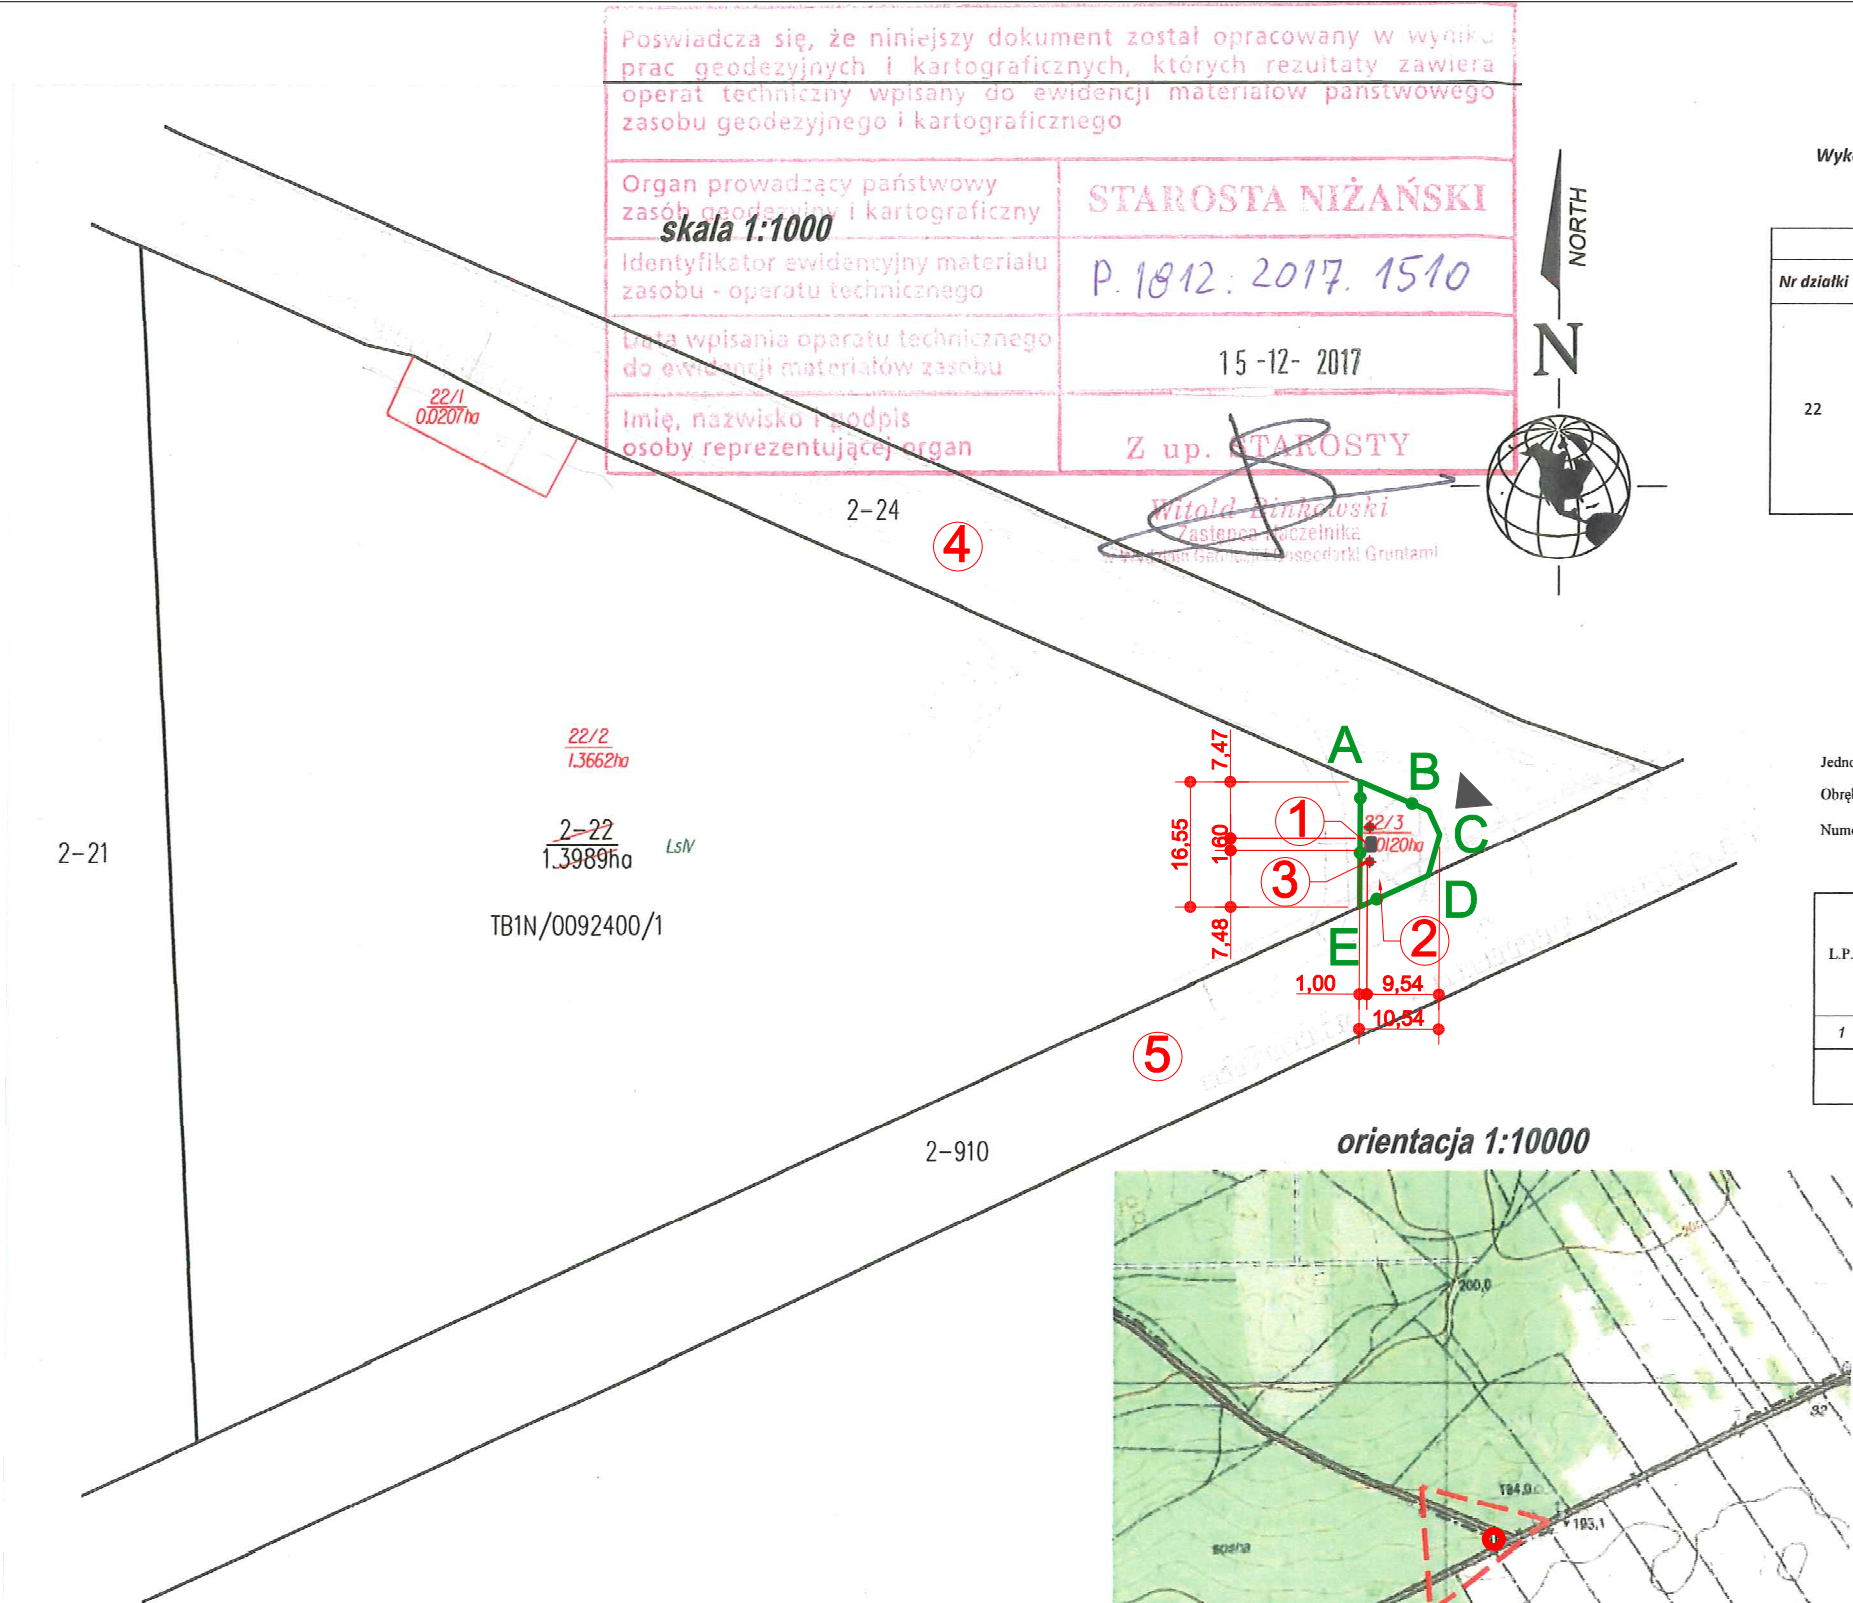 Poswiadcza się, że niniejszy dokument został opracowany w wyniku
prac geodezyjnych i kartograficznych, których rezultaty zawiera
operat techniczny wpisany do ewidencji materiałów państwowego
zasobu geodezyjnego i kartograficznego
Organ prowadzący państwowy
zasób geodezyjny i kartograficzny
STAROSTA NIŻAŃSKI
skala 1:1000
Identyfikator ewidencyjny materiału
zasobu - operatu technicznego
P. 1812. 2017. 1510
Data wpisania operatu technicznego
do ewidencji materiałów zasobu
15 -12- 2017
Imię, nazwisko i podpis
osoby reprezentującej organ
Z up. STAROSTY
Witold Binkowski
Zastępca Naczelnika
NORTH
N
Wyk
Nr działki
22
22/1
0.0207ha
2-24
4
22/2
1.3662ha
2-22
1.3989ha
LsIV
TB1N/0092400/1
2-21
A
B
C
D
E
7,47
16,55
1,60
7,48
1
3
2
22/3
0120ha
1,00
9,54
10,54
5
2-910
Jedno
Obręb
Nume
L.P.
1
orientacja 1:10000
200,0
194,0
193,1
32
sosna